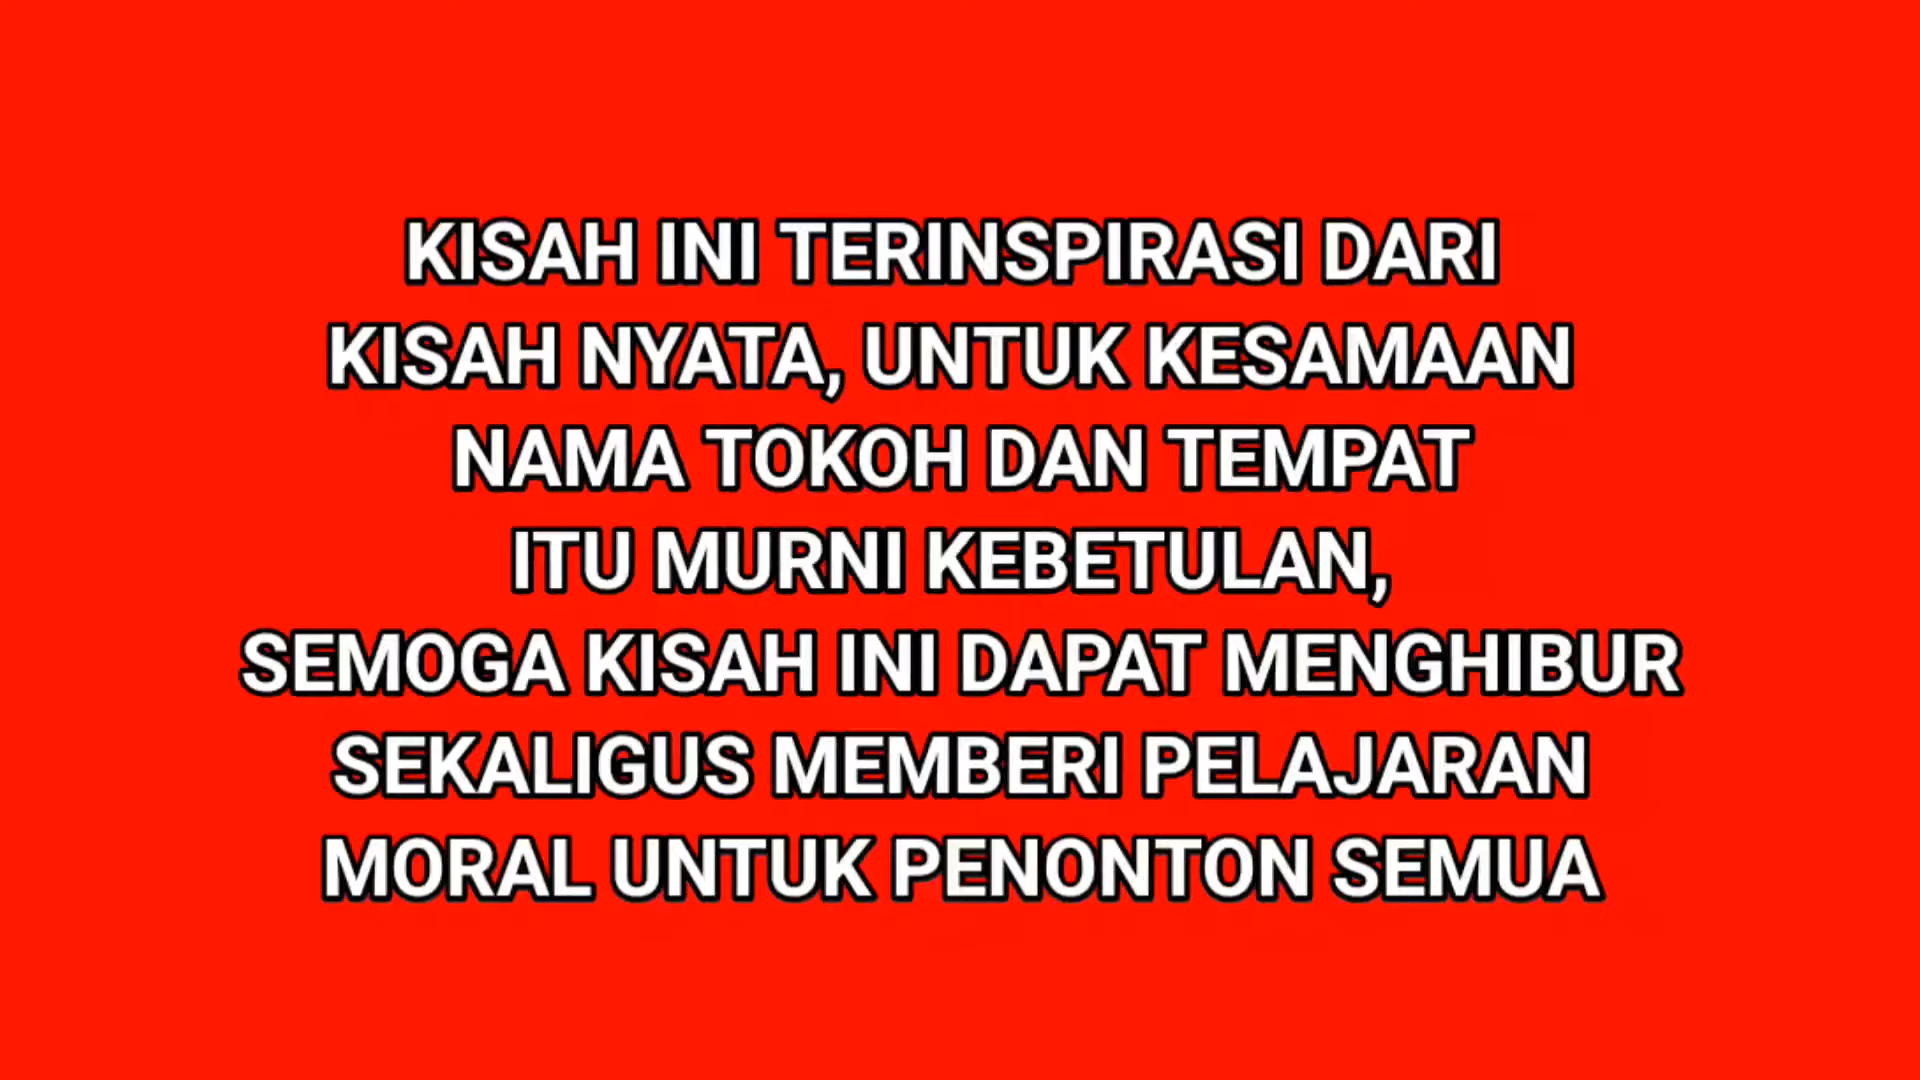 KISAH INI TERINSPIRASI DARI
KISAH NYATA, UNTUK KESAMAAN
NAMA TOKOH DAN TEMPAT
ITU MURNI KEBETULAN,
SEMOGA KISAH INI DAPAT MENGHIBUR
SEKALIGUS MEMBERI PELAJARAN
MORAL UNTUK PENONTON SEMUA